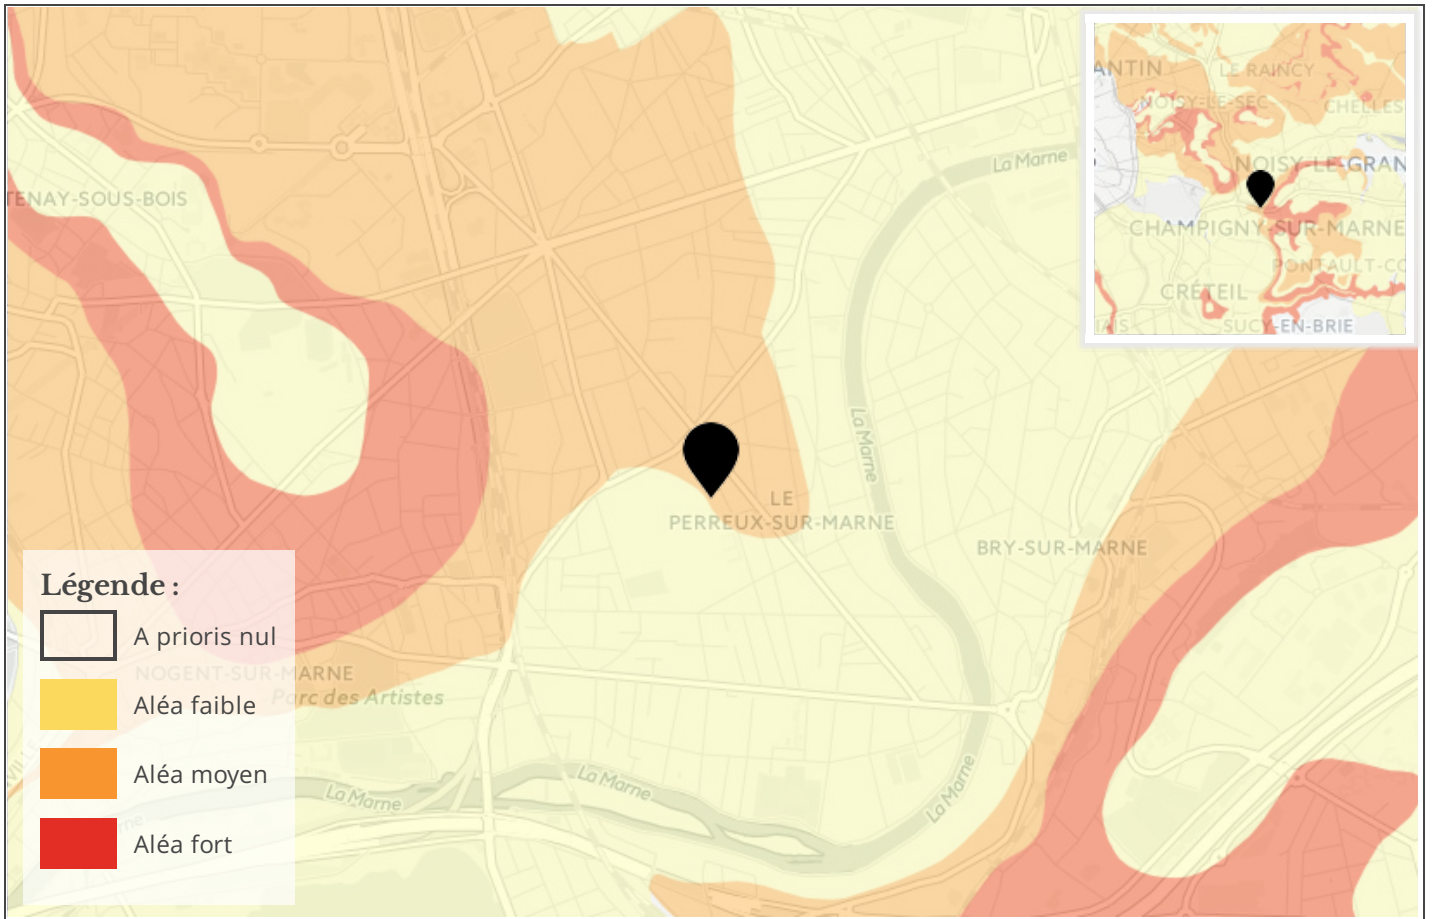 La Marne
TENAY-SOUS-BOIS
La Marne
LE
PERREUX-SUR-MARNE
BRY-SUR-MARNE
NOGENT-SUR-MARNE
Parc des Artistes
La Marne
La Marne
La Marne
Légende :
A prioris nul
Aléa faible
Aléa moyen
Aléa fort
ANTIN
LE RAINCY
NOISY-LE-SEC
CHELLES
NOISY-LE-GRAN
CHAMPIGNY-SUR-MARNE
PONTAULT-CO
CRÉTEIL
IAIS
SUCY-EN-BRIE